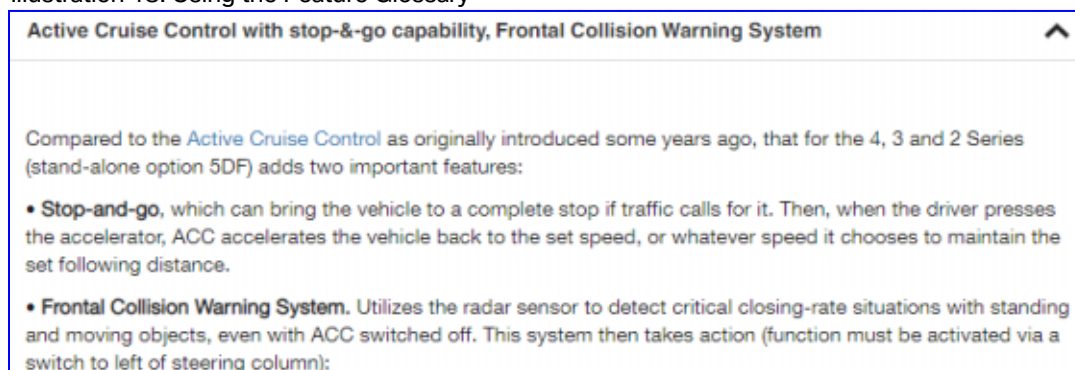 Illustration 18. Using the Feature Glossary
Active Cruise Control with stop-&-go capability, Frontal Collision Warning System
Compared to the Active Cruise Control as originally introduced some years ago, that for the 4, 3 and 2 Series
(stand-alone option 5DF) adds two important features:
• Stop-and-go, which can bring the vehicle to a complete stop if traffic calls for it. Then, when the driver presses
the accelerator, ACC accelerates the vehicle back to the set speed, or whatever speed it chooses to maintain the
set following distance.
• Frontal Collision Warning System. Utilizes the radar sensor to detect critical closing-rate situations with standing
and moving objects, even with ACC switched off. This system then takes action (function must be activated via a
switch to left of steering column):